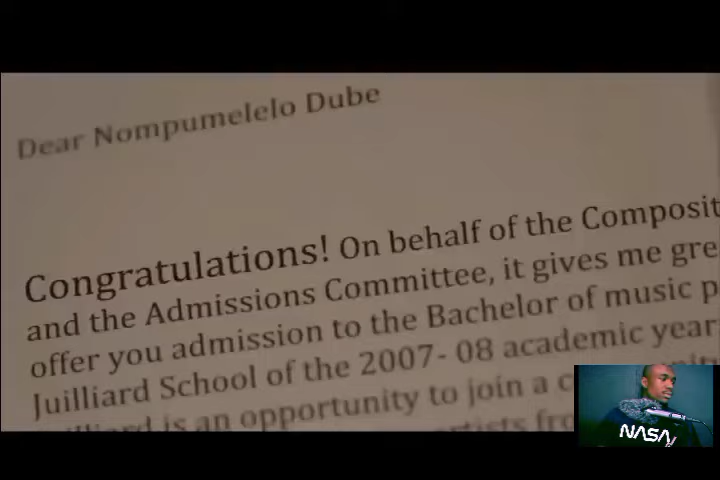 Dear Nompumelelo Dube
Congratulations! On behalf of the Composit
and the Admissions Committee, it gives me gre
offer you admission to the Bachelor of music p
Juilliard School of the 2007- 08 academic year
is an opportunity to join a c
NASA